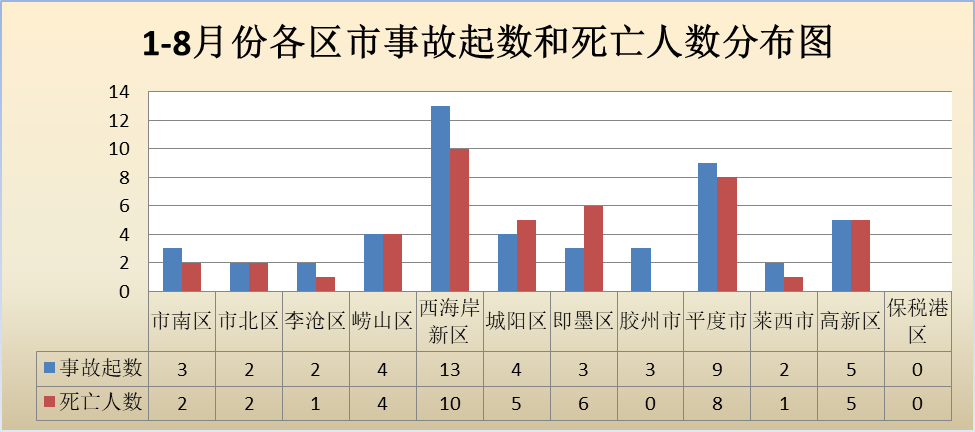 1-8月份各区市事故起数和死亡人数分布图
14
12
10
8
6
4
2
0
市南区 市北区 李沧区 崂山区 西海岸新区 城阳区 即墨区 胶州市 平度市 莱西市 高新区 保税港区
事故起数 3 2 2 4 13 4 3 3 9 2 5 0
死亡人数 2 2 1 4 10 5 6 0 8 1 5 0